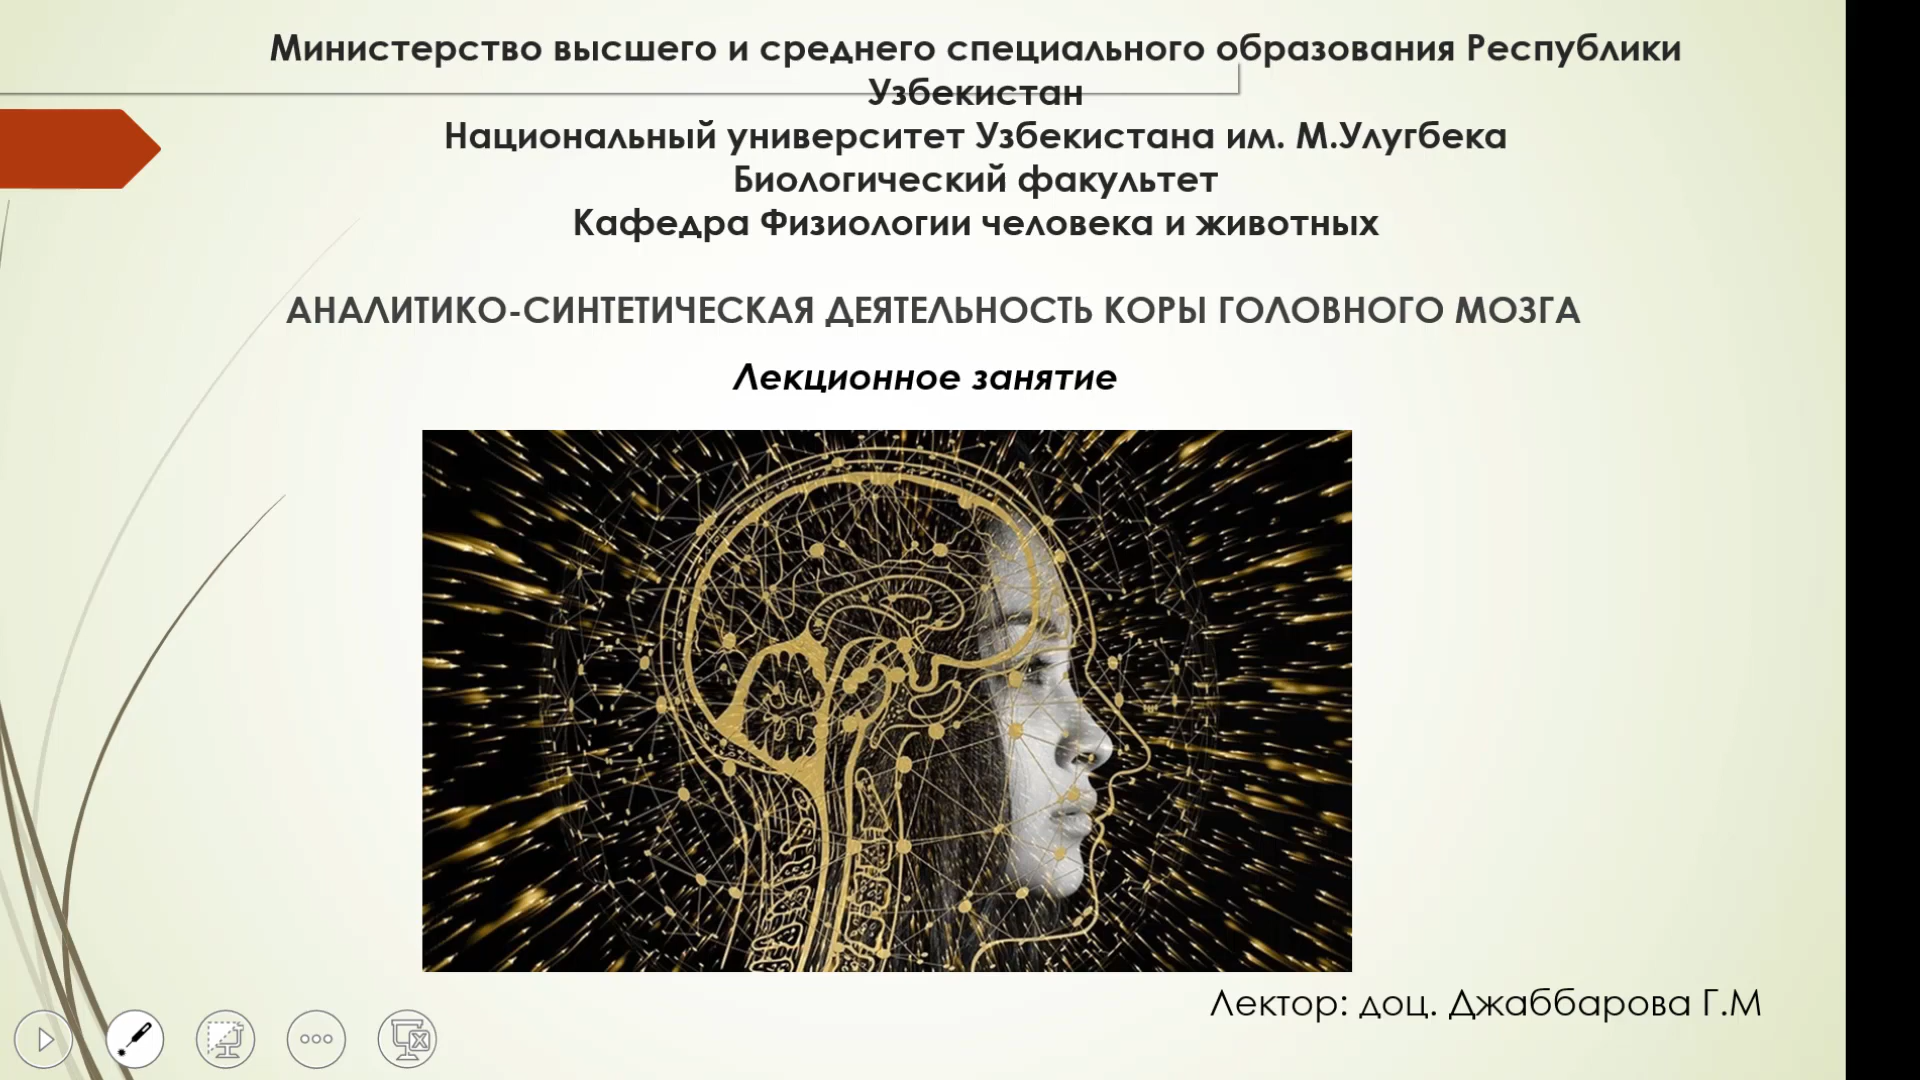 Министерство высшего и среднего специального образования Республики
Узбекистан
Национальный университет Узбекистана им. М.Улугбека
Биологический факультет
Кафедра Физиологии человека и животных
АНАЛИТИКО-СИНТЕТИЧЕСКАЯ ДЕЯТЕЛЬНОСТЬ КОРЫ ГОЛОВНОГО МОЗГА
Лекционное занятие
Лектор: доц. Джаббарова Г.М